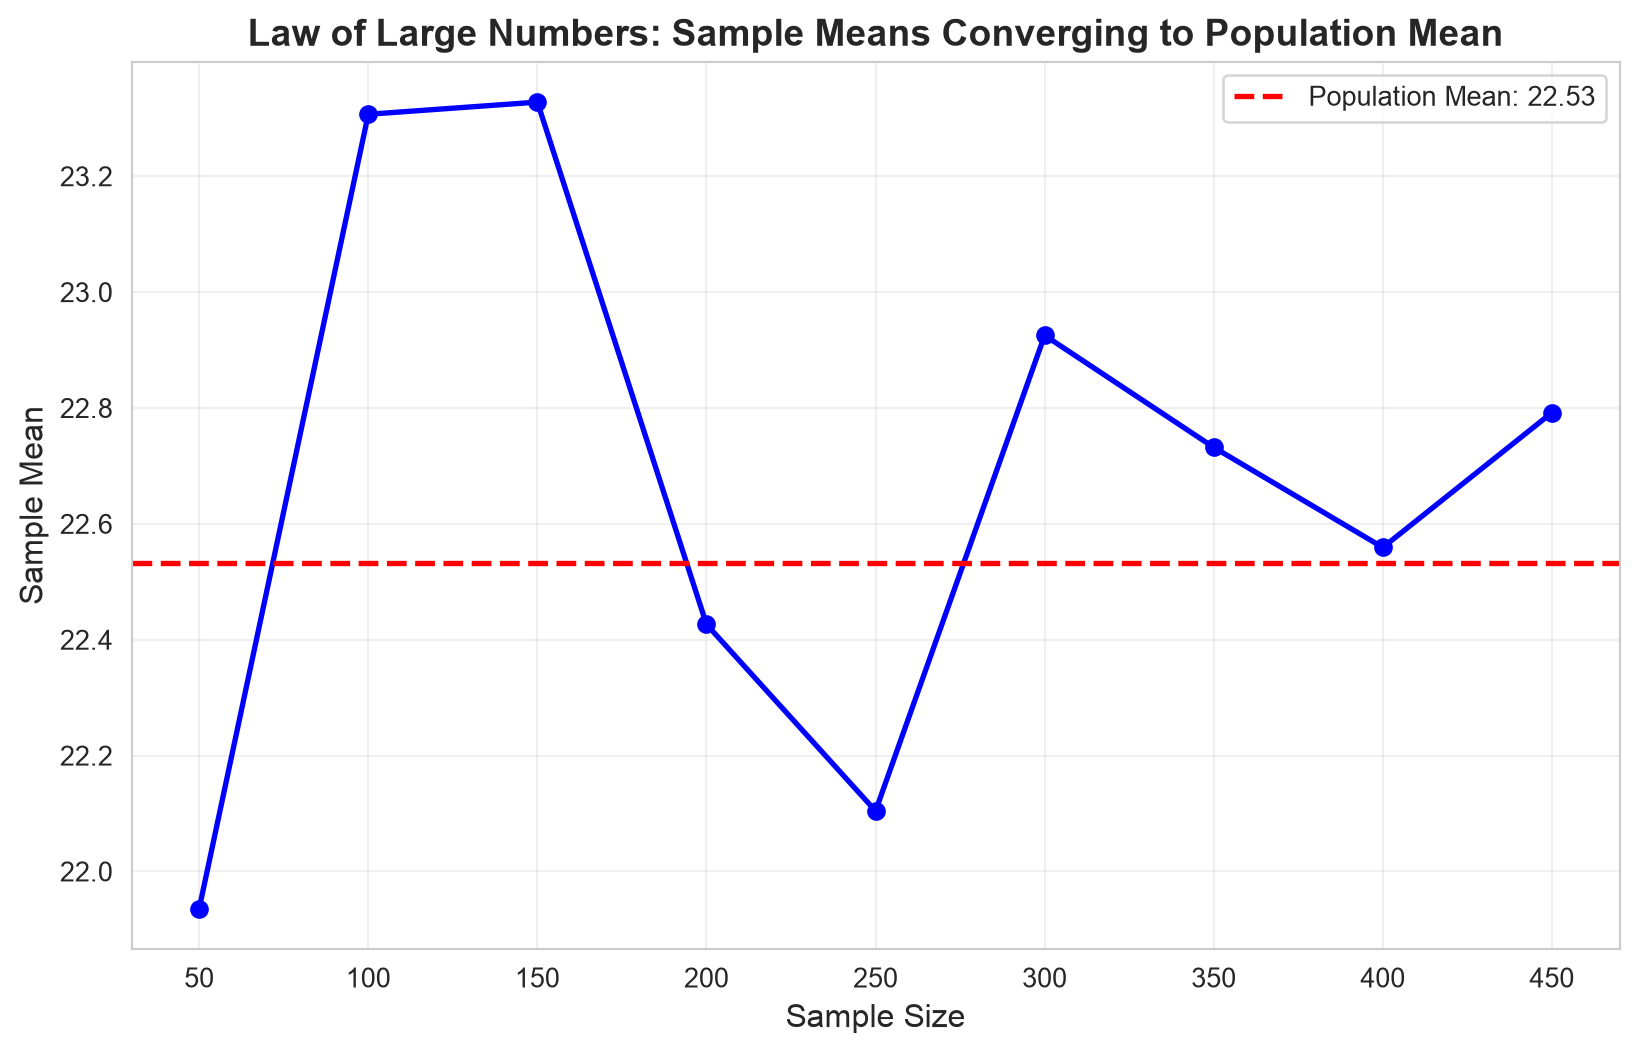 Law of Large Numbers: Sample Means Converging to Population Mean
Population Mean: 22.53
23.2
23.0
22.8
22.6
22.4
22.2
22.0
Sample Mean
50 100 150 200 250 300 350 400 450
Sample Size